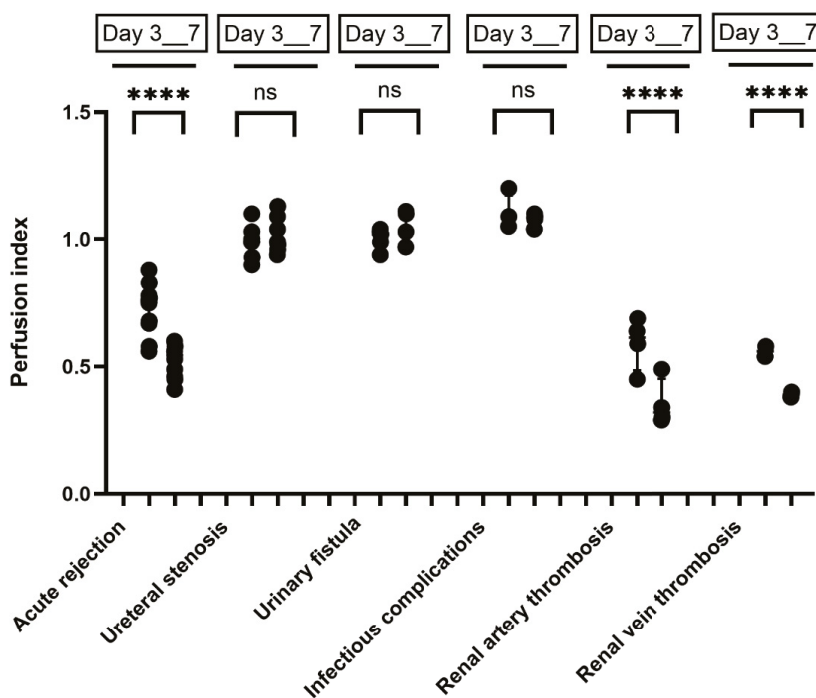 Day 3__7 Day 3__7 Day 3__7 Day 3__7 Day 3__7 Day 3__7
**** ns ns ns **** ****
1.5
1.0
0.5
0.0
Perfusion index
Acute rejection
Ureteral stenosis
Urinary fistula
Infectious complications
Renal artery thrombosis
Renal vein thrombosis